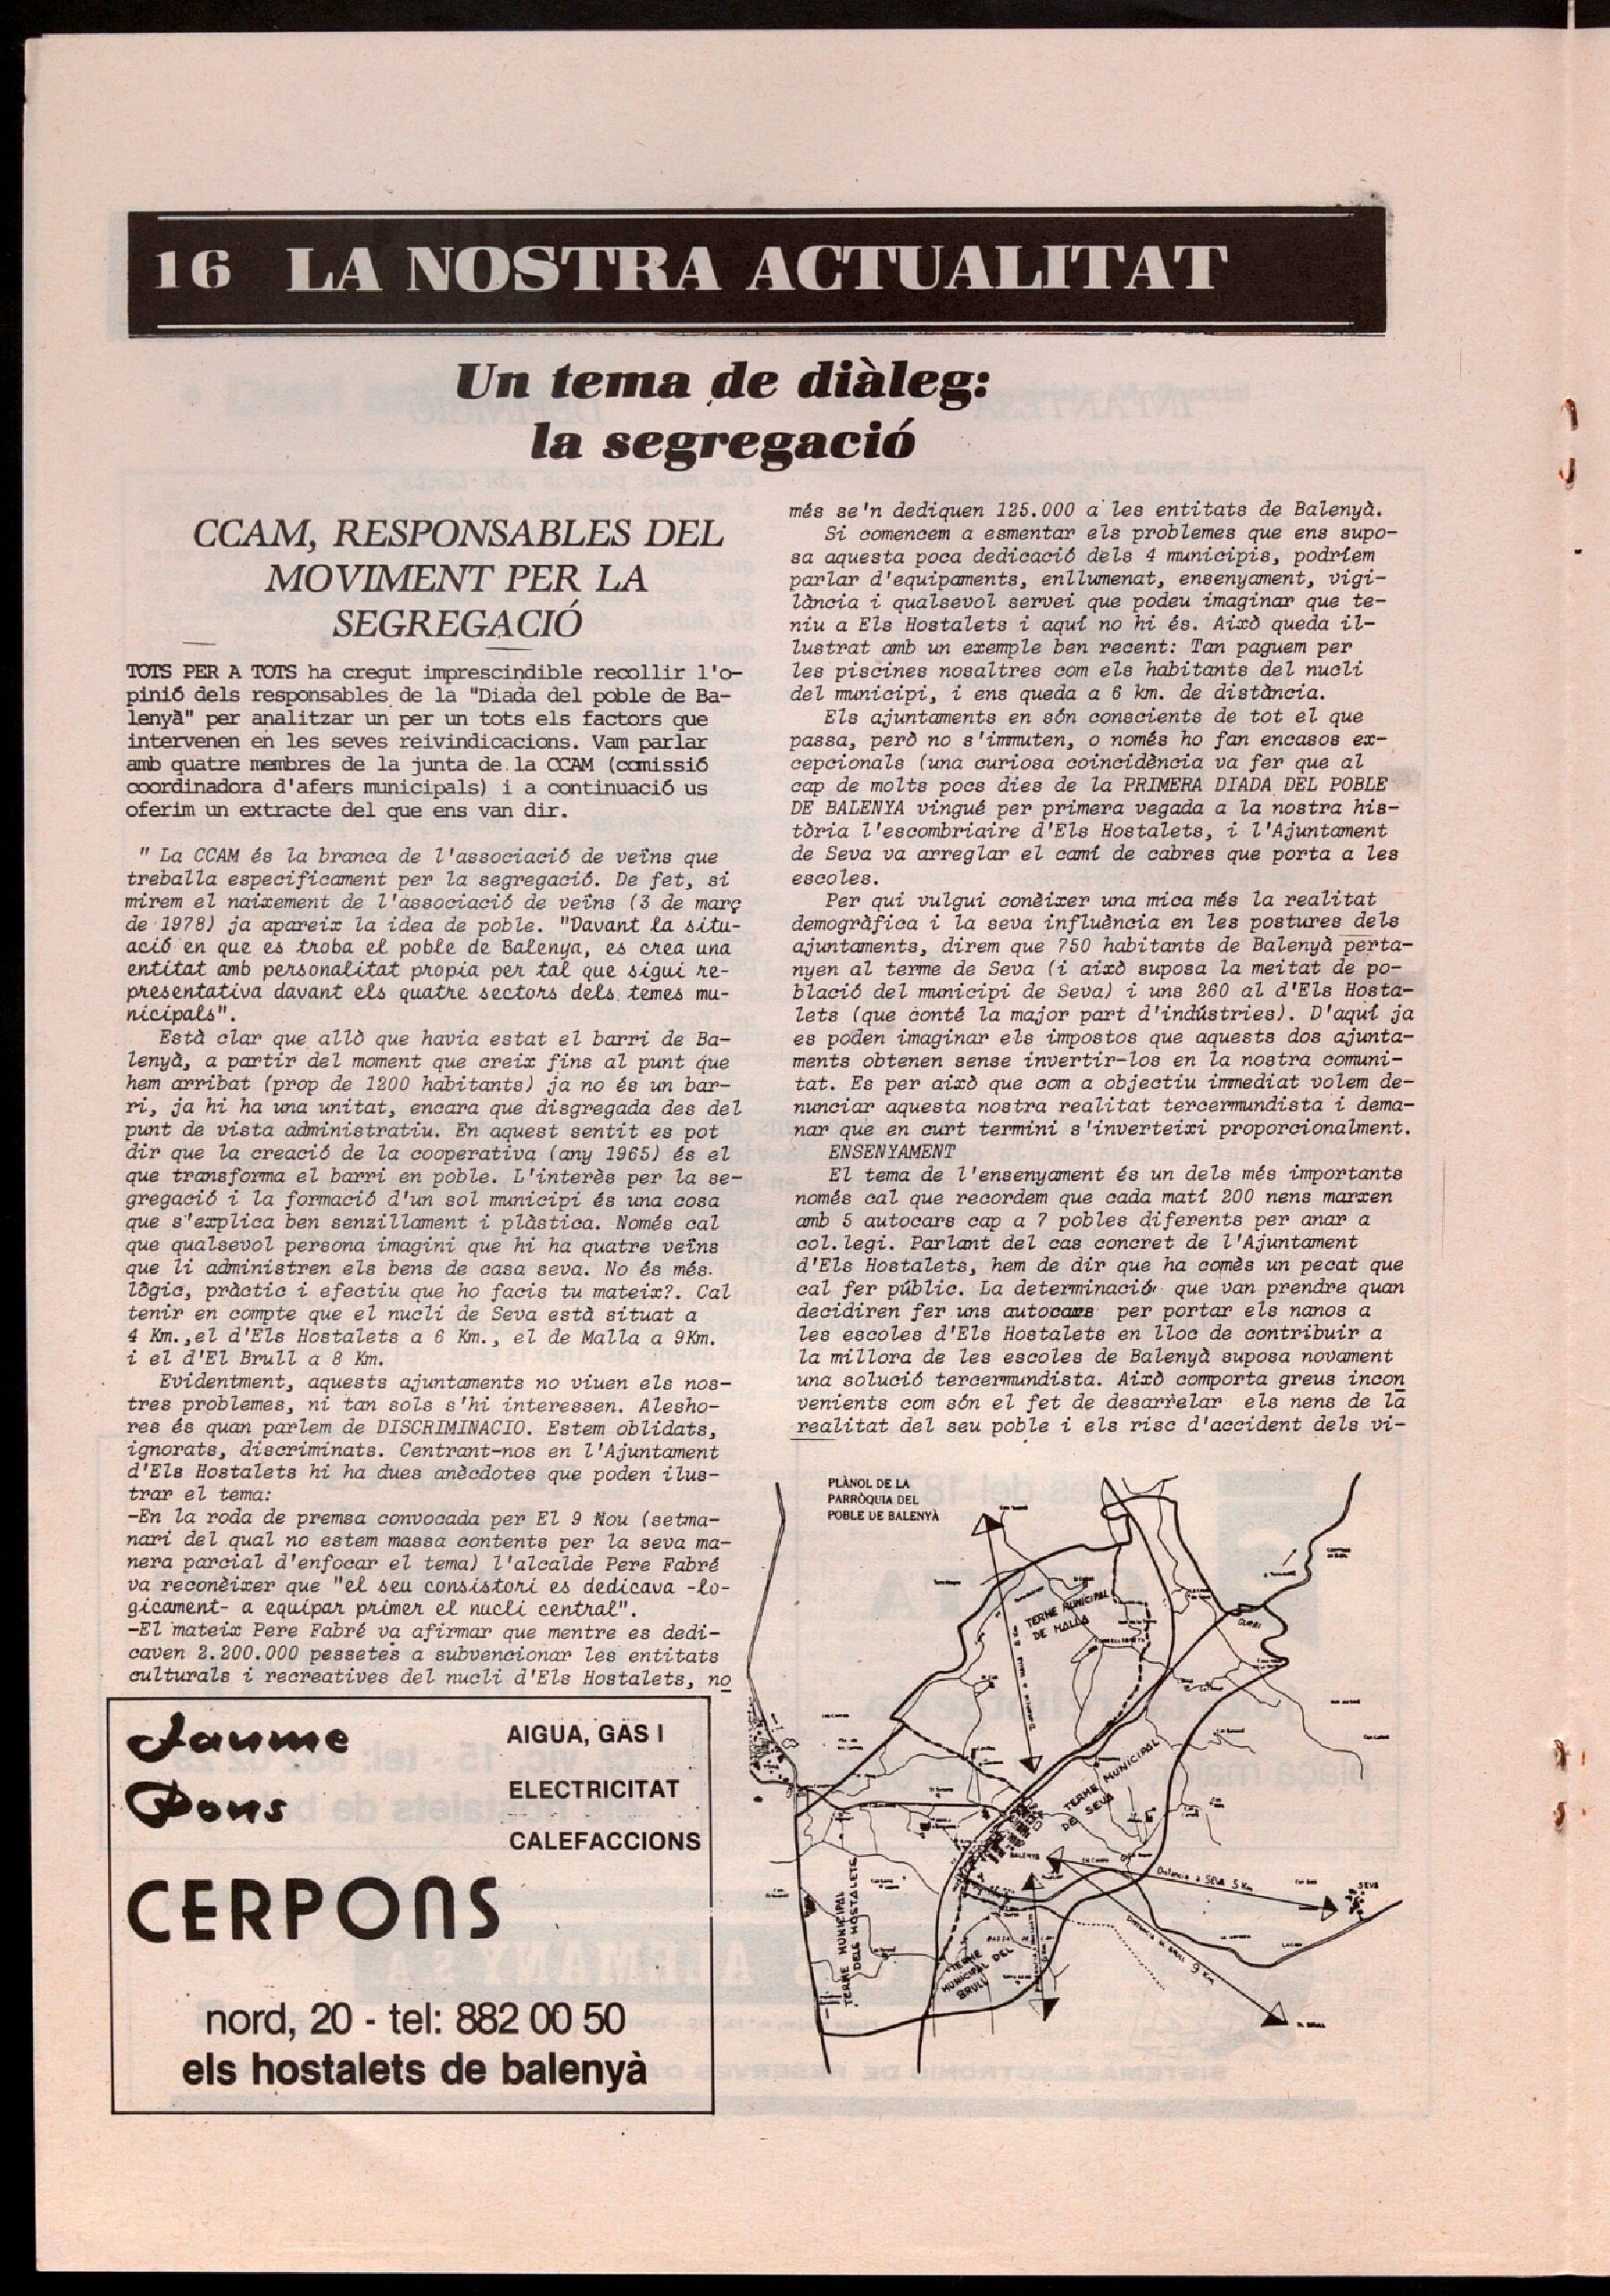 16 LA NOSTRA ACTUALITAT
Un tema de diàleg:
la segregació
CCAM, RESPONSABLES DEL
MOVIMENT PER LA
SEGREGACIÓ
TOTS PER A TOTS ha cregut imprescindible recollir l'o-
pinió dels responsables de la "Diada del poble de Ba-
lenyà" per analitzar un per un tots els factors que
intervenen en les seves reivindicacions. Vam parlar
amb quatre membres de la junta de la CCAM (comissió
coordinadora d'afers municipals) i a continuació us
oferim un extracte del que ens van dir.
" La CCAM és la branca de l'associació de veïns que
treballa especificament per la segregació. De fet, si
mirem el naixement de l'associació de veïns (3 de març
de 1978) ja apareix la idea de poble. "Davant la situ-
ació en que es troba el poble de Balenya, es crea una
entitat amb personalitat propia per tal que sigui re-
presentativa davant els quatre sectors dels temes mu-
nicipals".
Està clar que allò que havia estat el barri de Ba-
lenyà, a partir del moment que creix fins al punt que
hem arribat (prop de 1200 habitants) ja no és un bar-
ri, ja hi ha una unitat, encara que disgregada des del
punt de vista administratiu. En aquest sentit es pot
dir que la creació de la cooperativa (any 1965) és el
que transforma el barri en poble. L'interès per la se-
gregació i la formació d'un sol municipi és una cosa
que s'explica ben senzillament i plàstica. Només cal
que qualsevol persona imagini que hi ha quatre veïns
que li administren els bens de casa seva. No és més
lògic, pràctic i efectiu que ho facis tu mateix?. Cal
tenir en compte que el nucli de Seva està situat a
4 Km.,el d'Els Hostalets a 6 Km., el de Malla a 9Km.
i el d'El Brull a 8 Km.
Evidentment, aquests ajuntaments no viuen els nos-
tres problemes, ni tan sols s'hi interessen. Alesho-
res és quan parlem de DISCRIMINACIO. Estem oblidats,
ignorats, discriminats. Centrant-nos en l'Ajuntament
d'Els Hostalets hi ha dues anècdotes que poden ilus-
trar el tema:
-En la roda de premsa convocada per El 9 Nou (setma-
nari del qual no estem massa contents per la seva ma-
nera parcial d'enfocar el tema) l'alcalde Pere Fabré
va reconèixer que "el seu consistori es dedicava -lo-
gicament- a equipar primer el nucli central".
-El mateix Pere Fabré va afirmar que mentre es dedi-
caven 2.200.000 pessetes a subvencionar les entitats
culturals i recreatives del nucli d'Els Hostalets, no
més se'n dediquen 125.000 a les entitats de Balenyà.
Si comencem a esmentar els problemes que ens supo-
sa aquesta poca dedicació dels 4 municipis, podríem
parlar d'equipaments, enllumenat, ensenyament, vigi-
lància i qualsevol servei que podeu imaginar que te-
niu a Els Hostalets i aquí no hi és. Això queda il-
lustrat amb un exemple ben recent: Tan paguem per
les piscines nosaltres com els habitants del nucli
del municipi, i ens queda a 6 km. de distància.
Els ajuntaments en són conscients de tot el que
passa, però no s'immuten, o només ho fan encasos ex-
cepcionals (una curiosa coincidència va fer que al
cap de molts pocs dies de la PRIMERA DIADA DEL POBLE
DE BALENYA vingué per primera vegada a la nostra his-
tòria l'escombriaire d'Els Hostalets, i l'Ajuntament
de Seva va arreglar el camí de cabres que porta a les
escoles.
Per qui vulgui conèixer una mica més la realitat
demogràfica i la seva influència en les postures dels
ajuntaments, direm que 750 habitants de Balenyà perta-
nyen al terme de Seva (i això suposa la meitat de po-
blació del municipi de Seva) i uns 260 al d'Els Hosta-
lets (que conté la major part d'indústries). D'aquí ja
es poden imaginar els impostos que aquests dos ajunta-
ments obtenen sense invertir-los en la nostra comuni-
tat. Es per això que com a objectiu immediat volem de-
nunciar aquesta nostra realitat tercermundista i dema-
nar que en curt termini s'inverteixi proporcionalment.
ENSENYAMENT
El tema de l'ensenyament és un dels més importants
només cal que recordem que cada matí 200 nens marxen
amb 5 autocars cap a 7 pobles diferents per anar a
col.legi. Parlant del cas concret de l'Ajuntament
d'Els Hostalets, hem de dir que ha comès un pecat que
cal fer públic. La determinació que van prendre quan
decidiren fer uns autocars per portar els nanos a
les escoles d'Els Hostalets en lloc de contribuir a
la millora de les escoles de Balenyà suposa novament
una solució tercermundista. Això comporta greus incon
venients com són el fet de desarrelar els nens de la
realitat del seu poble i els risc d'accident dels vi-
PLÀNOL DE LA
PARRÒQUIA DEL
POBLE DE BALENYÀ
TERME MUNICIPAL
DE MALLA
TERME MUNICIPAL
DE SEVA
BALENYÀ
Distancia a SEVA 5 Km
SEVA
9 Km
EL BRULL
TERME MUNICIPAL
DELS HOSTALETS
TERME
MUNICIPAL DEL
BRULL
Jaume
Pons
AIGUA, GAS I
ELECTRICITAT
CALEFACCIONS
CERPONS
nord, 20 - tel: 882 00 50
els hostalets de balenyà